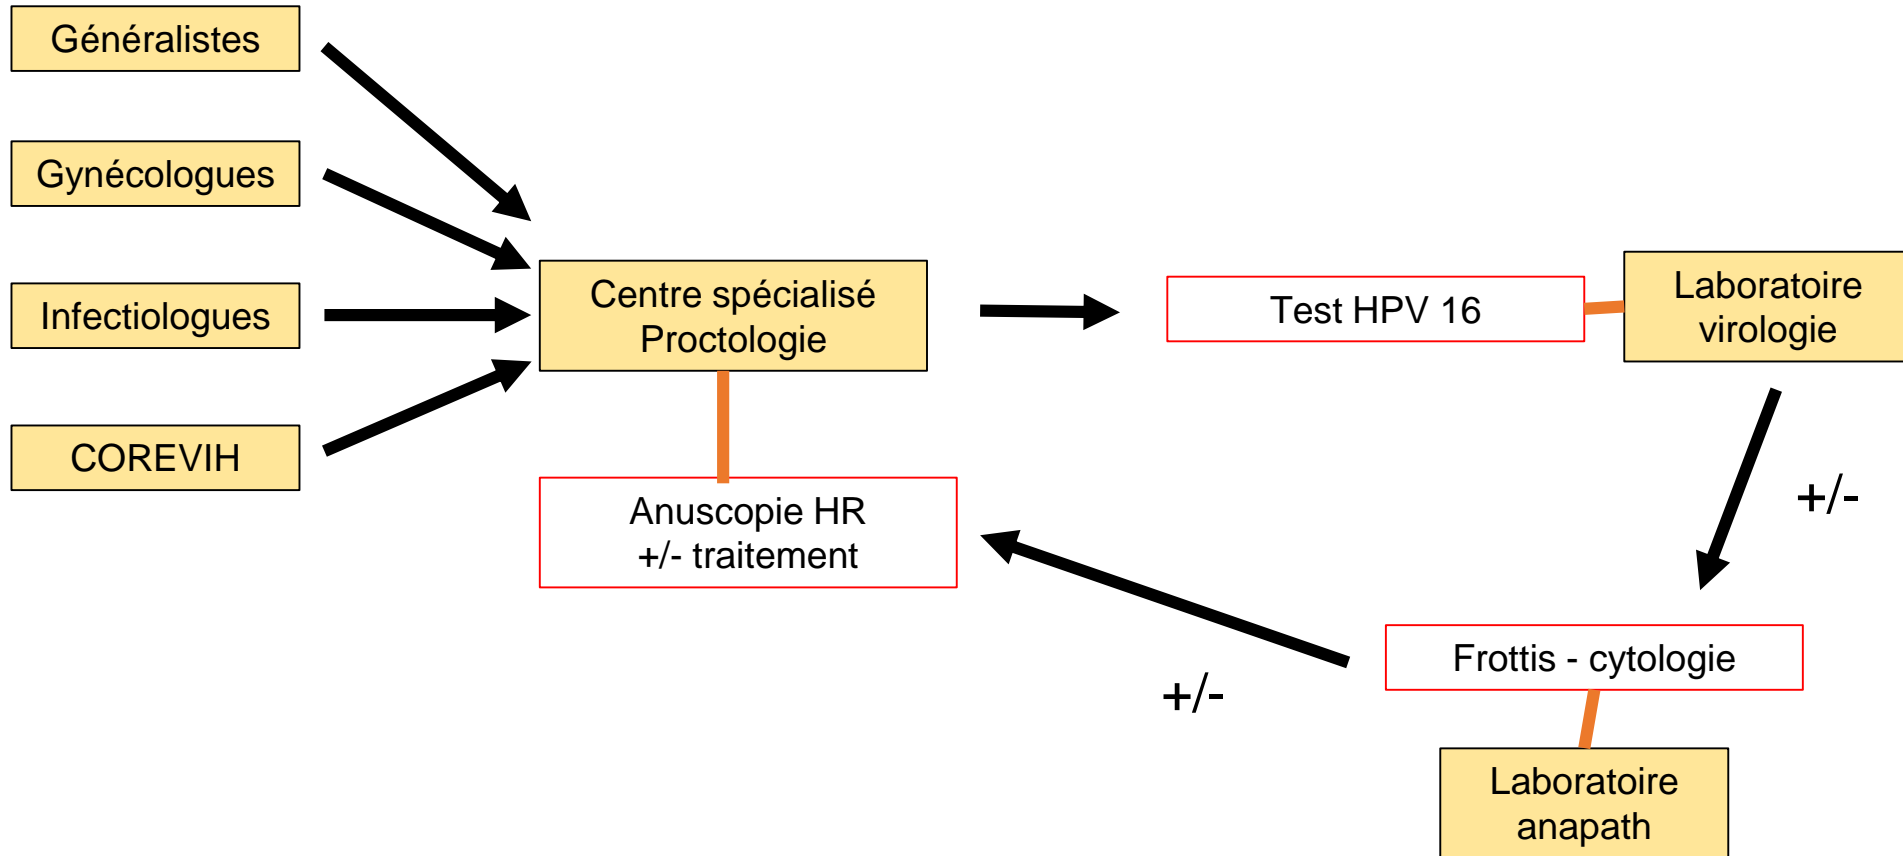 Généralistes
Gynécologues
Infectiologues
COREVIH
Centre spécialisé
Proctologie
Anuscopie HR
+/- traitement
Test HPV 16
Laboratoire
virologie
+/-
Frottis - cytologie
+/-
Laboratoire
anapath